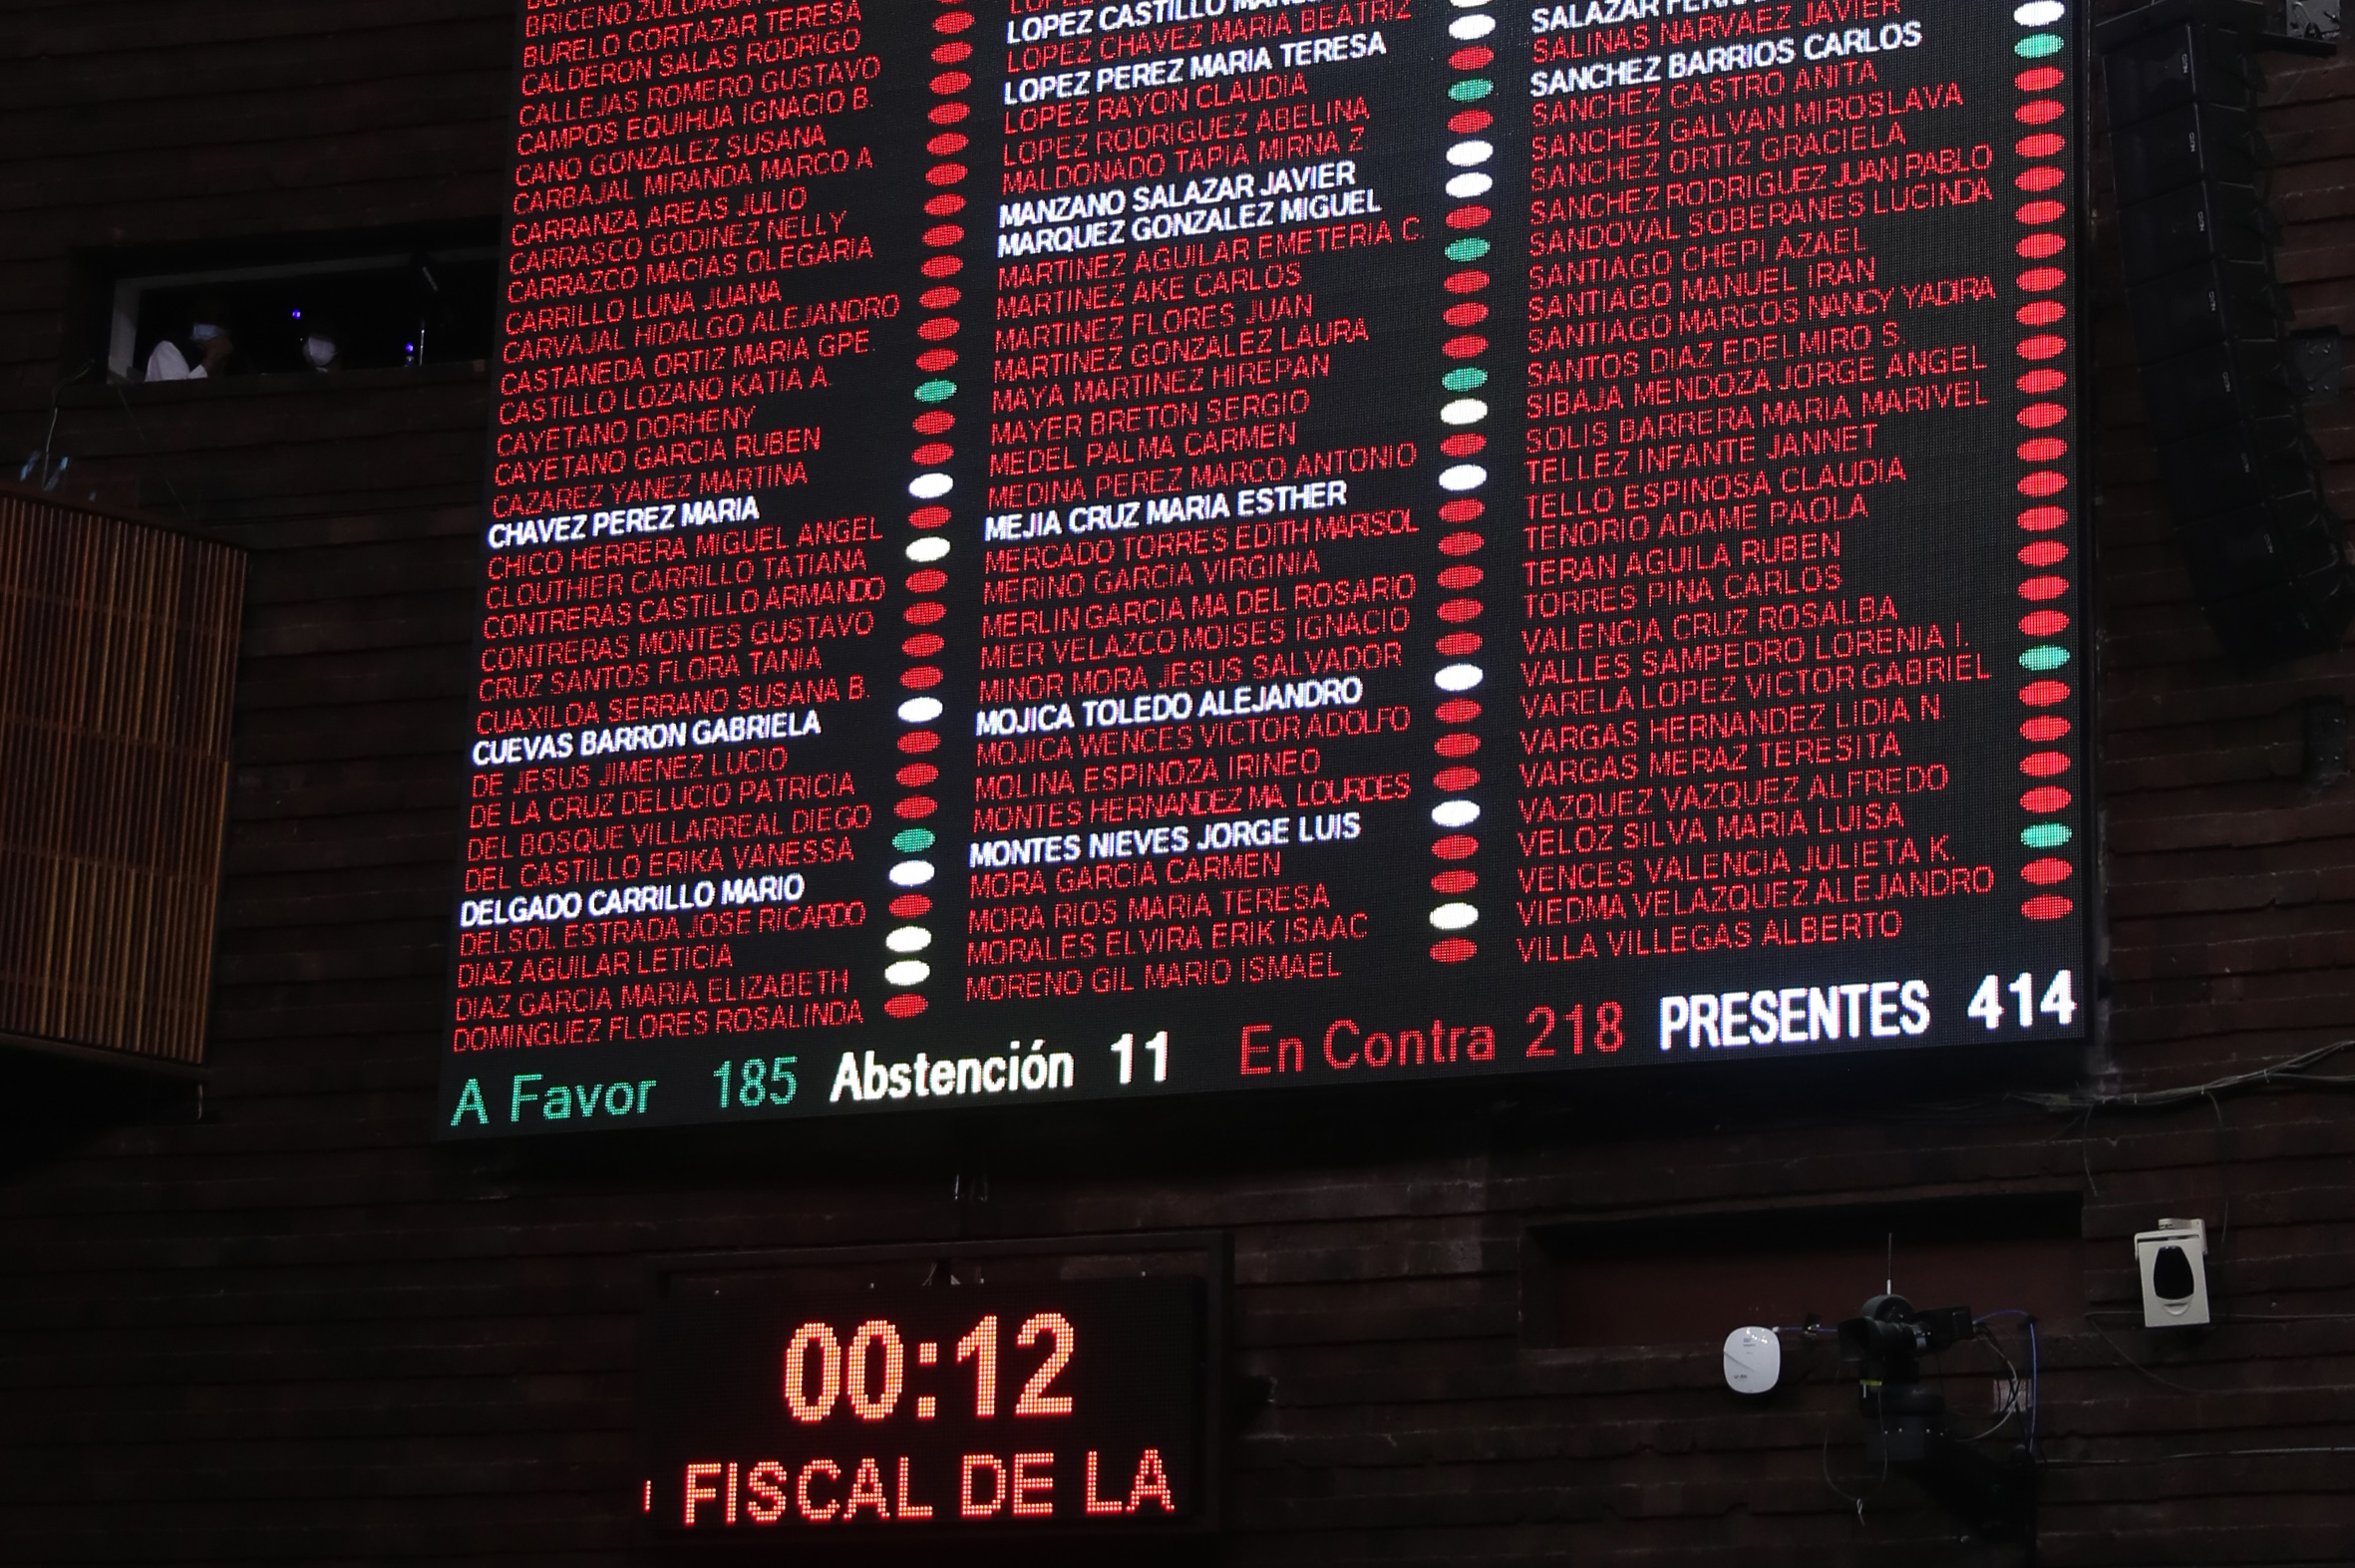 BRICEÑO
BURELO CORTAZAR TERESA
CALDERON SALAS RODRIGO
CALLEJAS ROMERO GUSTAVO
CAMPOS EQUIHUA IGNACIO B.
CANO GONZALEZ SUSANA
CARBAJAL MIRANDA MARCO A
CARRANZA AREAS JULIO
CARRASCO GODINEZ NELLY
CARRAZCO MACIAS OLEGARIA
CARRILLO LUNA JUANA
CARVAJAL HIDALGO ALEJANDRO
CASTAÑEDA ORTIZ MARIA GPE.
CASTILLO LOZANO KATIA A.
CAYETANO DORHENY
CAYETANO GARCIA RUBEN
CAZAREZ YANEZ MARTINA
CHAVEZ PEREZ MARIA
CHICO HERRERA MIGUEL ANGEL
CLOUTHIER CARRILLO TATIANA
CONTRERAS CASTILLO ARMANDO
CONTRERAS MONTES GUSTAVO
CRUZ SANTOS FLORA TANIA
CUAXILOA SERRANO SUSANA B.
CUEVAS BARRON GABRIELA
DE JESUS JIMENEZ LUCIO
DE LA CRUZ DELUCIO PATRICIA
DEL BOSQUE VILLARREAL DIEGO
DEL CASTILLO ERIKA VANESSA
DELGADO CARRILLO MARIO
DELSOL ESTRADA JOSE RICARDO
DIAZ AGUILAR LETICIA
DIAZ GARCIA MARIA ELIZABETH
DOMINGUEZ FLORES ROSALINDA
LOPEZ CASTILLO
LOPEZ CHAVEZ MARIA BEATRIZ
LOPEZ PEREZ MARIA TERESA
LOPEZ RAYON CLAUDIA
LOPEZ RODRIGUEZ ABELINA
MALDONADO TAPIA MIRNA Z
MANZANO SALAZAR JAVIER
MARQUEZ GONZALEZ MIGUEL
MARTINEZ AGUILAR EMETERIA C.
MARTINEZ AKE CARLOS
MARTINEZ FLORES JUAN
MARTINEZ GONZALEZ LAURA
MAYA MARTINEZ HIREPAN
MAYER BRETON SERGIO
MEDEL PALMA CARMEN
MEDINA PEREZ MARCO ANTONIO
MEJIA CRUZ MARIA ESTHER
MERCADO TORRES EDITH MARISOL
MERINO GARCIA VIRGINIA
MERLIN GARCIA MA DEL ROSARIO
MIER VELAZCO MOISES IGNACIO
MINOR MORA JESUS SALVADOR
MOJICA TOLEDO ALEJANDRO
MOJICA WENCES VICTOR ADOLFO
MOLINA ESPINOZA IRINEO
MONTES HERNANDEZ MA. LOURDES
MONTES NIEVES JORGE LUIS
MORA GARCIA CARMEN
MORA RIOS MARIA TERESA
MORALES ELVIRA ERIK ISAAC
MORENO GIL MARIO ISMAEL
SALAZAR
SALINAS NARVAEZ JAVIER
SANCHEZ BARRIOS CARLOS
SANCHEZ CASTRO ANITA
SANCHEZ GALVAN MIROSLAVA
SANCHEZ ORTIZ GRACIELA
SANCHEZ RODRIGUEZ JUAN PABLO
SANDOVAL SOBERANES LUCINDA
SANTIAGO CHEPI AZAEL
SANTIAGO MANUEL IRAN
SANTIAGO MARCOS NANCY YADIRA
SANTOS DIAZ EDELMIRO S.
SIBAJA MENDOZA JORGE ANGEL
SOLIS BARRERA MARIA MARIVEL
TELLEZ INFANTE JANNET
TELLO ESPINOSA CLAUDIA
TENORIO ADAME PAOLA
TERAN AGUILA RUBEN
TORRES PIÑA CARLOS
VALENCIA CRUZ ROSALBA
VALLES SAMPEDRO LORENIA I.
VARELA LOPEZ VICTOR GABRIEL
VARGAS HERNANDEZ LIDIA N.
VARGAS MERAZ TERESITA
VAZQUEZ VAZQUEZ ALFREDO
VELOZ SILVA MARIA LUISA
VENCES VALENCIA JULIETA K.
VIEDMA VELAZQUEZ ALEJANDRO
VILLA VILLEGAS ALBERTO
A Favor 185 Abstención 11 En Contra 218 PRESENTES 414
00:12
FISCAL DE LA